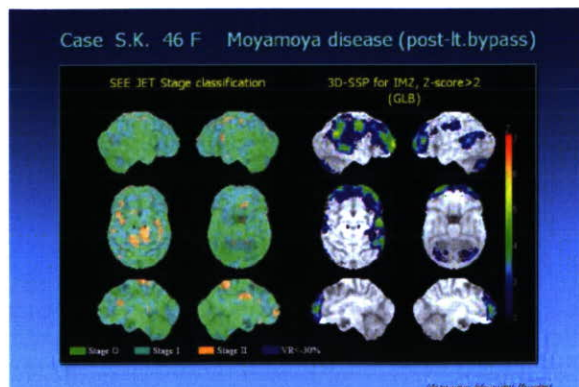 Case S.K. 46 F Moyamoya disease (post-lt.bypass)
SEE JET Stage classification
3D-SSP for IMZ, Z-score>2
(GLB)
Stage 0 Stage I Stage II VR<-30%